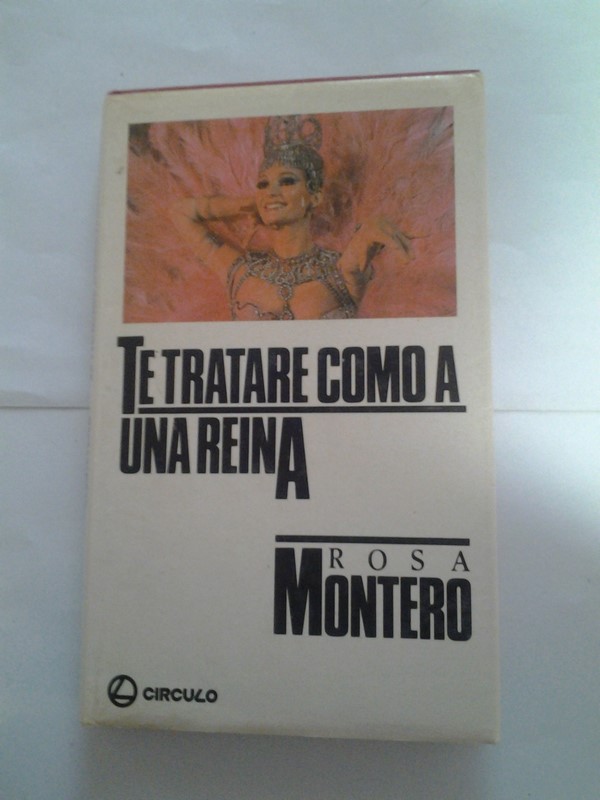 TE TRATARE COMO A
UNA REINA
ROSA
MONTERO
CIRCULO